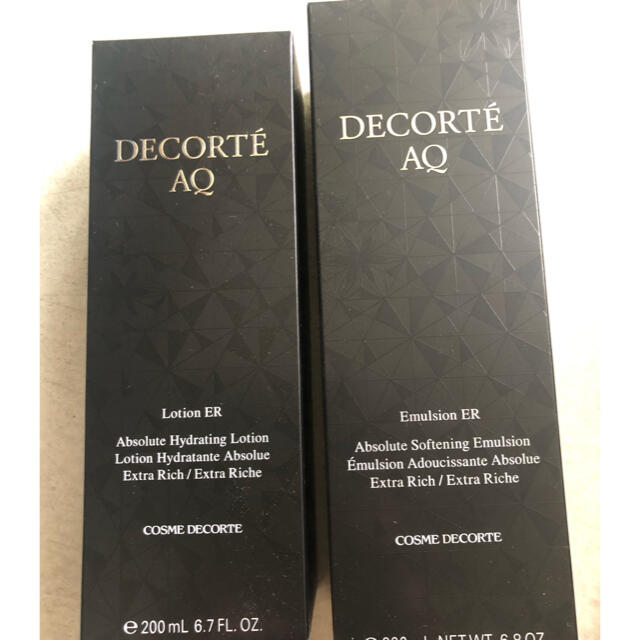 DECORTÉ
AQ
Lotion ER
Absolute Hydrating Lotion
Lotion Hydratante Absolue
Extra Rich / Extra Riche
COSME DECORTE
℮ 200 mL 6.7 FL. OZ.
DECORTÉ
AQ
Emulsion ER
Absolute Softening Emulsion
Émulsion Adoucissante Absolue
Extra Rich / Extra Riche
COSME DECORTE
NET WT. 6.8 OZ.